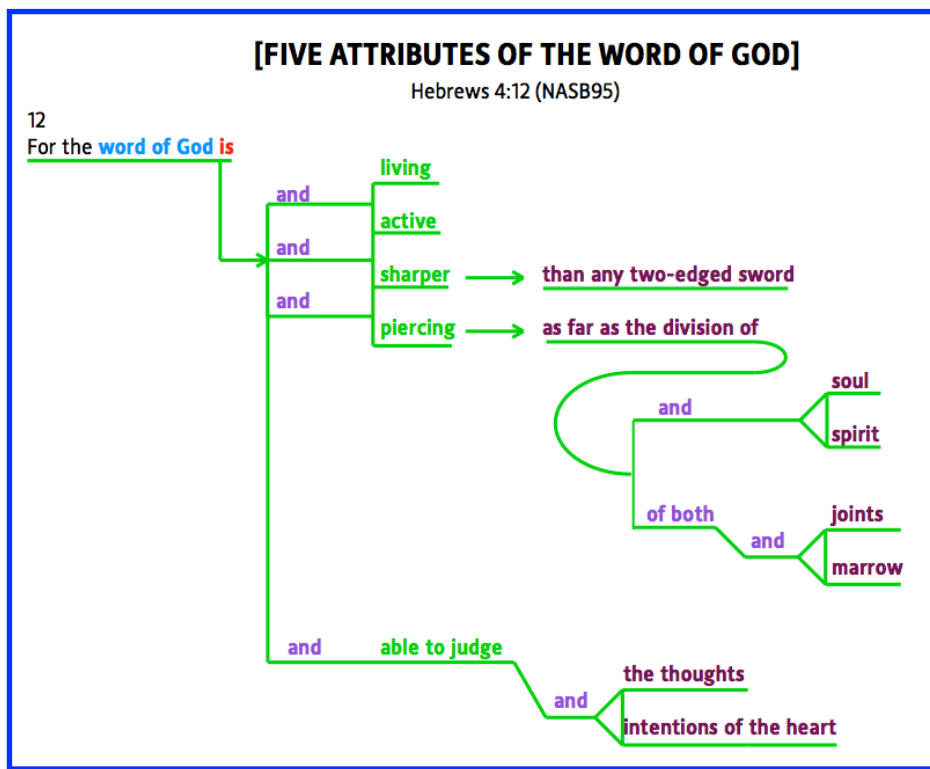 [FIVE ATTRIBUTES OF THE WORD OF GOD]
Hebrews 4:12 (NASB95)
12
For the word of God is
living
and
active
and
sharper than any two-edged sword
and
piercing as far as the division of
soul
and
spirit
of both
joints
and
marrow
and able to judge
the thoughts
and
intentions of the heart